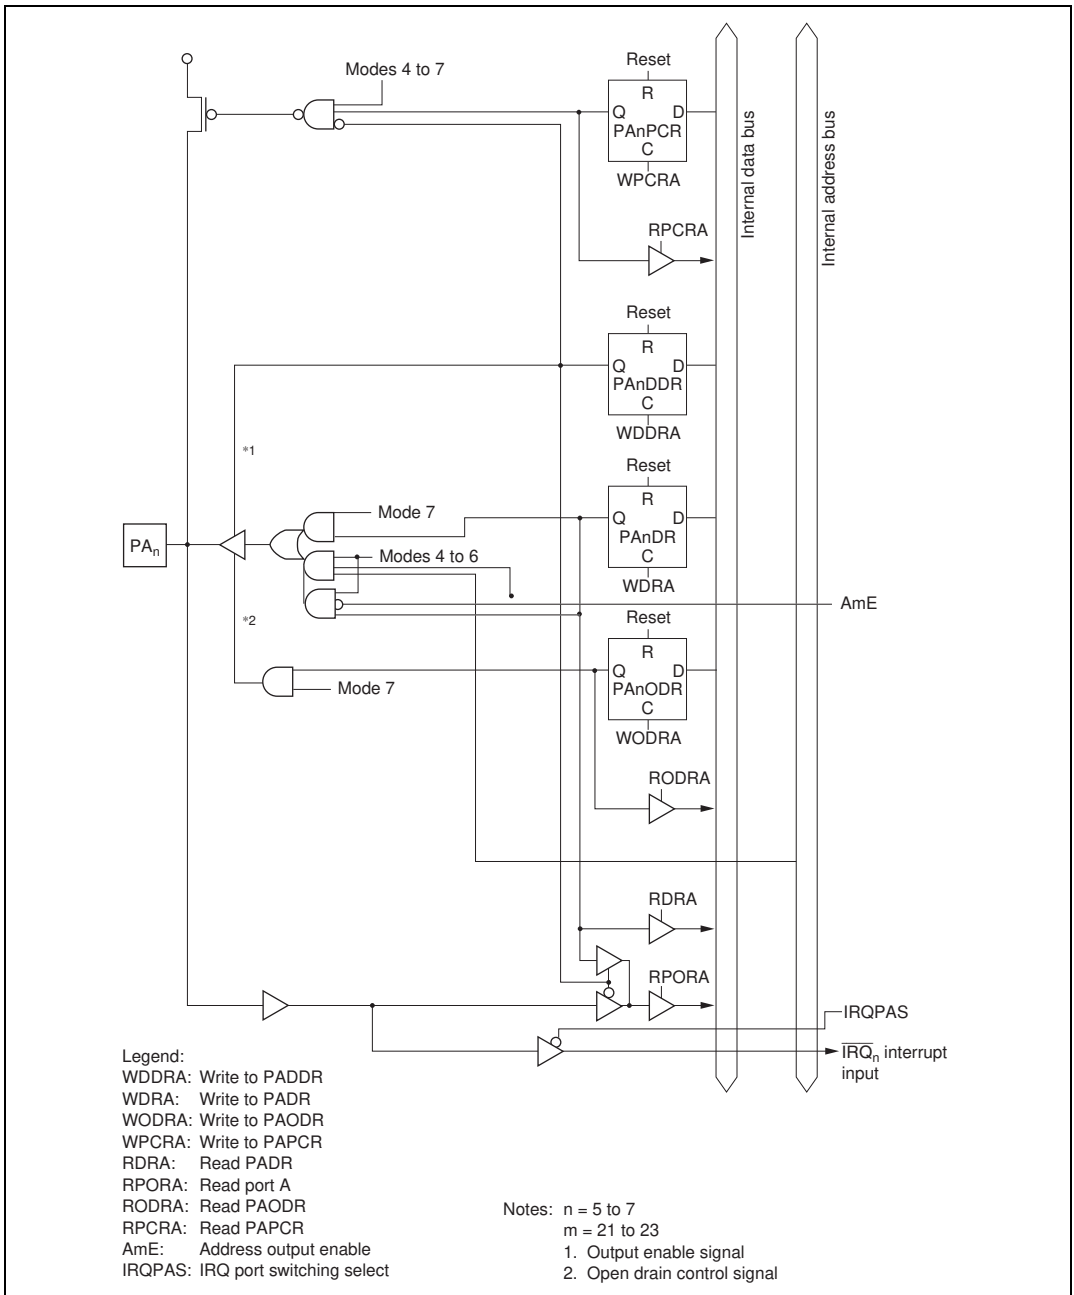 Modes 4 to 7
Reset
R
Q D
PAnPCR
C
WPCRA
Internal data bus
Internal address bus
RPCRA
Reset
R
Q D
PAnDDR
C
WDDRA
*1
Reset
R
Q D
PAnDR
C
WDRA
Mode 7
PAn
Modes 4 to 6
AmE
*2
Reset
R
Q D
PAnODR
C
WODRA
Mode 7
RODRA
RDRA
RPORA
IRQPAS
IRQn interrupt
input
Legend:
WDDRA: Write to PADDR
WDRA: Write to PADR
WODRA: Write to PAODR
WPCRA: Write to PAPCR
RDRA: Read PADR
RPORA: Read port A
RODRA: Read PAODR
RPCRA: Read PAPCR
AmE: Address output enable
IRQPAS: IRQ port switching select
Notes: n = 5 to 7
m = 21 to 23
1. Output enable signal
2. Open drain control signal